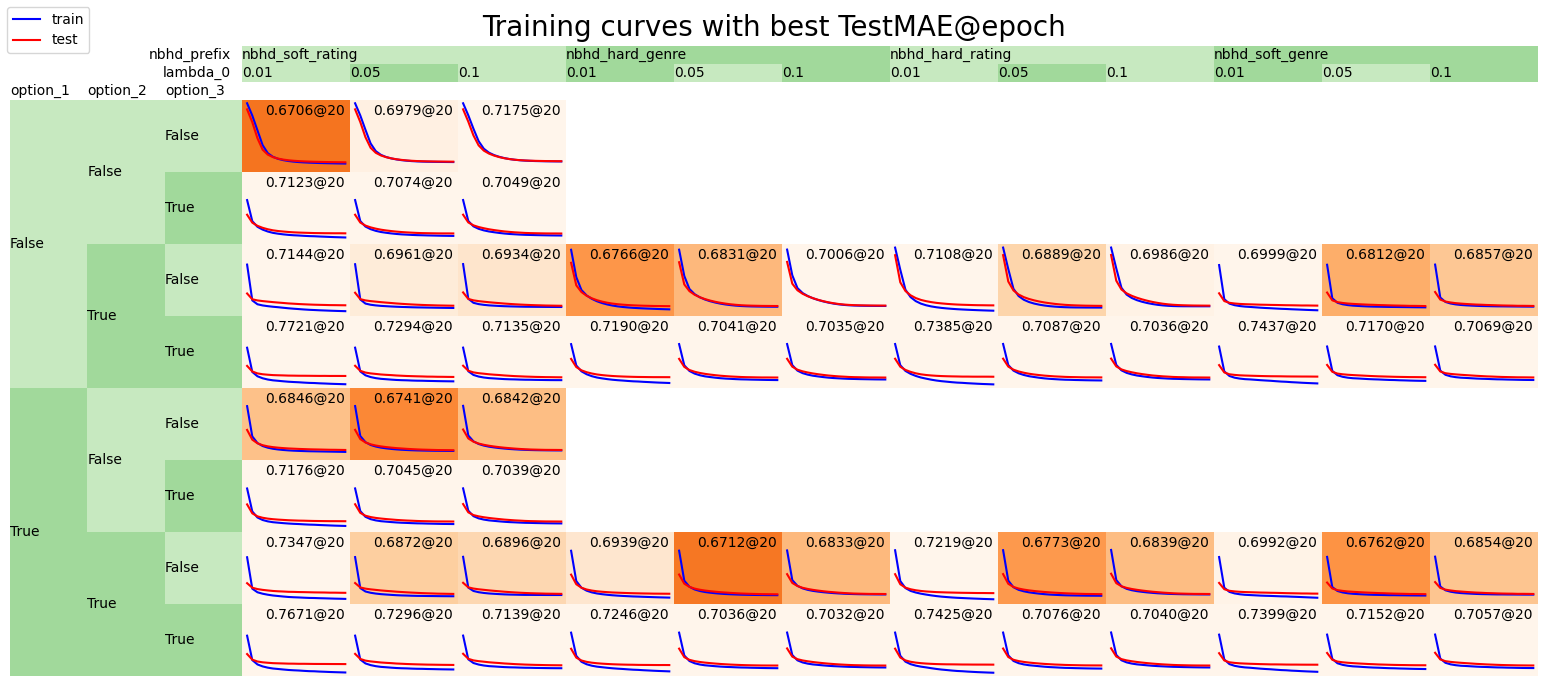 Training curves with best TestMAE@epoch
train
test
nbhd_prefix nbhd_soft_rating nbhd_hard_genre nbhd_hard_rating nbhd_soft_genre
lambda_0 0.01 0.05 0.1 0.01 0.05 0.1 0.01 0.05 0.1 0.01 0.05 0.1
option_1 option_2 option_3
0.6706@20 0.6979@20 0.7175@20
False
False
0.7123@20 0.7074@20 0.7049@20
True
False
0.7144@20 0.6961@20 0.6934@20 0.6766@20 0.6831@20 0.7006@20 0.7108@20 0.6889@20 0.6986@20 0.6999@20 0.6812@20 0.6857@20
False
True
0.7721@20 0.7294@20 0.7135@20 0.7190@20 0.7041@20 0.7035@20 0.7385@20 0.7087@20 0.7036@20 0.7437@20 0.7170@20 0.7069@20
True
0.6846@20 0.6741@20 0.6842@20
False
False
0.7176@20 0.7045@20 0.7039@20
True
True
0.7347@20 0.6872@20 0.6896@20 0.6939@20 0.6712@20 0.6833@20 0.7219@20 0.6773@20 0.6839@20 0.6992@20 0.6762@20 0.6854@20
False
True
0.7671@20 0.7296@20 0.7139@20 0.7246@20 0.7036@20 0.7032@20 0.7425@20 0.7076@20 0.7040@20 0.7399@20 0.7152@20 0.7057@20
True